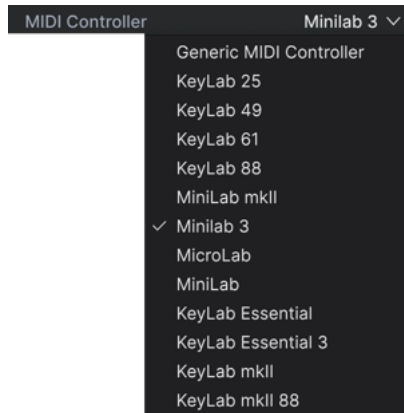 MIDI Controller Minilab 3
Generic MIDI Controller
KeyLab 25
KeyLab 49
KeyLab 61
KeyLab 88
MiniLab mkII
Minilab 3
MicroLab
MiniLab
KeyLab Essential
KeyLab Essential 3
KeyLab mkII
KeyLab mkII 88